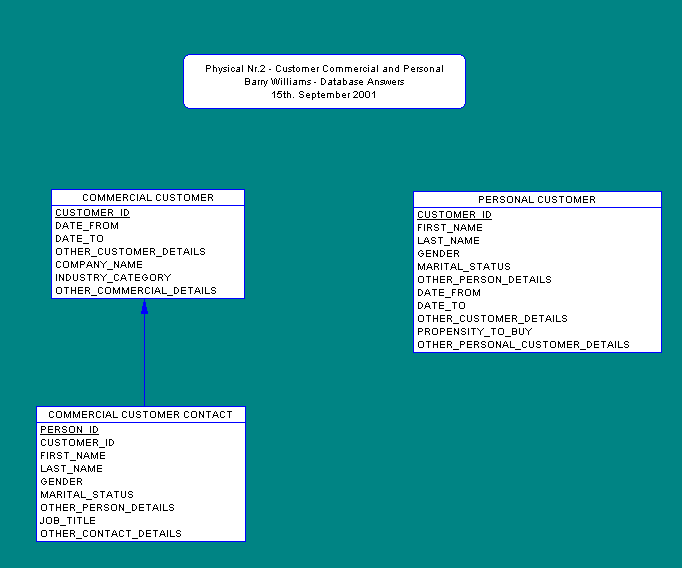 Physical Nr.2 - Customer Commercial and Personal
Barry Williams - Database Answers
15th. September 2001
COMMERCIAL CUSTOMER
CUSTOMER_ID
DATE_FROM
DATE_TO
OTHER_CUSTOMER_DETAILS
COMPANY_NAME
INDUSTRY_CATEGORY
OTHER_COMMERCIAL_DETAILS
PERSONAL CUSTOMER
CUSTOMER_ID
FIRST_NAME
LAST_NAME
GENDER
MARITAL_STATUS
OTHER_PERSON_DETAILS
DATE_FROM
DATE_TO
OTHER_CUSTOMER_DETAILS
PROPENSITY_TO_BUY
OTHER_PERSONAL_CUSTOMER_DETAILS
COMMERCIAL CUSTOMER CONTACT
PERSON_ID
CUSTOMER_ID
FIRST_NAME
LAST_NAME
GENDER
MARITAL_STATUS
OTHER_PERSON_DETAILS
JOB_TITLE
OTHER_CONTACT_DETAILS